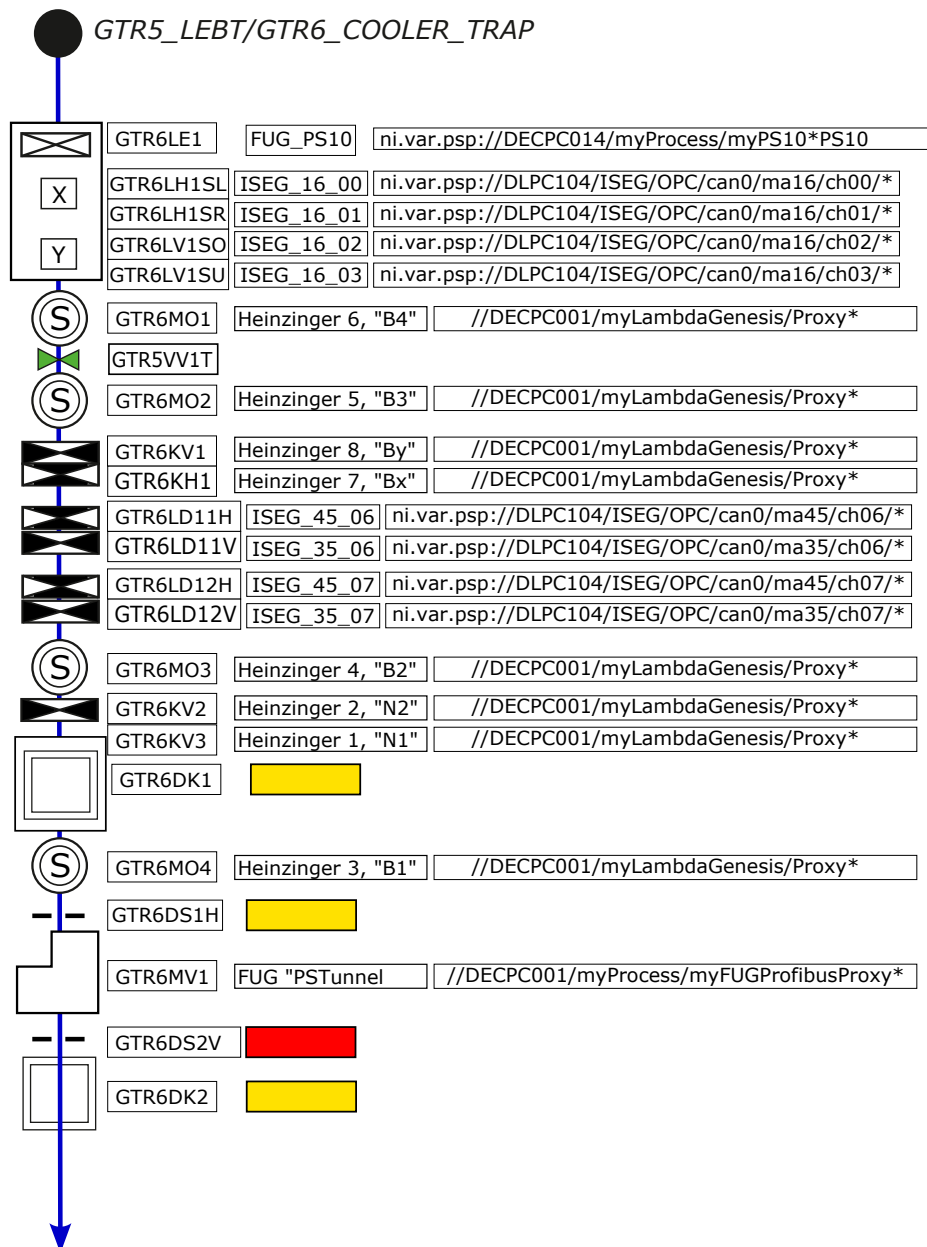 GTR5_LEBT/GTR6_COOLER_TRAP
GTR6LE1 FUG_PS10 ni.var.psp://DECPC014/myProcess/myPS10*PS10
X
GTR6LH1SL ISEG_16_00 ni.var.psp://DLPC104/ISEG/OPC/can0/ma16/ch00/*
GTR6LH1SR ISEG_16_01 ni.var.psp://DLPC104/ISEG/OPC/can0/ma16/ch01/*
Y
GTR6LV1SO ISEG_16_02 ni.var.psp://DLPC104/ISEG/OPC/can0/ma16/ch02/*
GTR6LV1SU ISEG_16_03 ni.var.psp://DLPC104/ISEG/OPC/can0/ma16/ch03/*
S GTR6MO1 Heinzinger 6, "B4" //DECPC001/myLambdaGenesis/Proxy*
GTR5VV1T
S GTR6MO2 Heinzinger 5, "B3" //DECPC001/myLambdaGenesis/Proxy*
GTR6KV1 Heinzinger 8, "By" //DECPC001/myLambdaGenesis/Proxy*
GTR6KH1 Heinzinger 7, "Bx" //DECPC001/myLambdaGenesis/Proxy*
GTR6LD11H ISEG_45_06 ni.var.psp://DLPC104/ISEG/OPC/can0/ma45/ch06/*
GTR6LD11V ISEG_35_06 ni.var.psp://DLPC104/ISEG/OPC/can0/ma35/ch06/*
GTR6LD12H ISEG_45_07 ni.var.psp://DLPC104/ISEG/OPC/can0/ma45/ch07/*
GTR6LD12V ISEG_35_07 ni.var.psp://DLPC104/ISEG/OPC/can0/ma35/ch07/*
S GTR6MO3 Heinzinger 4, "B2" //DECPC001/myLambdaGenesis/Proxy*
GTR6KV2 Heinzinger 2, "N2" //DECPC001/myLambdaGenesis/Proxy*
GTR6KV3 Heinzinger 1, "N1" //DECPC001/myLambdaGenesis/Proxy*
GTR6DK1
S GTR6MO4 Heinzinger 3, "B1" //DECPC001/myLambdaGenesis/Proxy*
GTR6DS1H
GTR6MV1 FUG "PSTunnel //DECPC001/myProcess/myFUGProfibusProxy*
GTR6DS2V
GTR6DK2